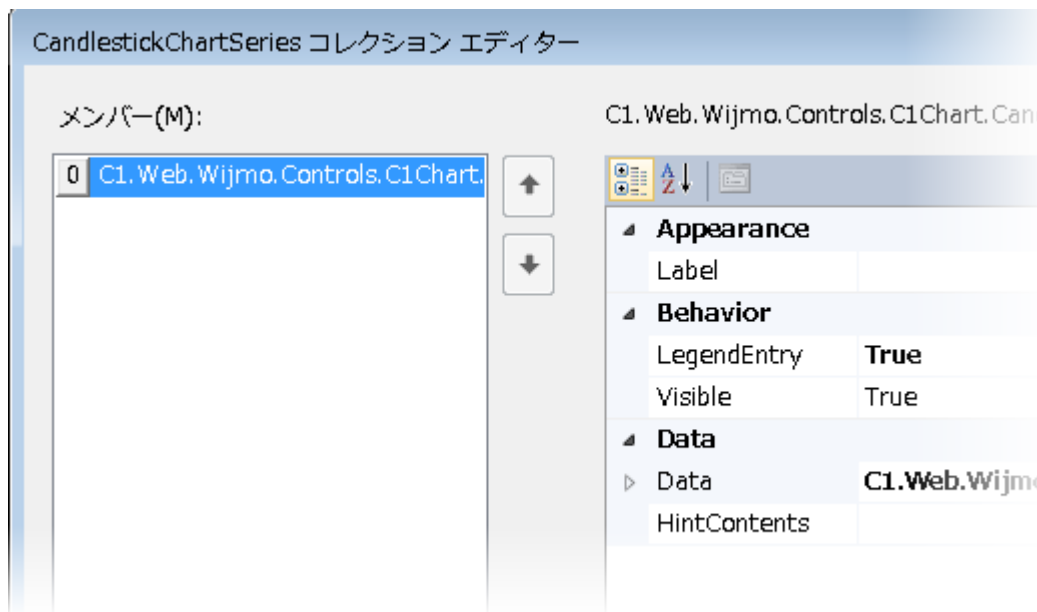 CandlestickChartSeries コレクション エディター
メンバー(M):
0 C1.Web.Wijmo.Controls.C1Chart.
C1.Web.Wijmo.Controls.C1Chart.Can
Appearance
Label
Behavior
LegendEntry True
Visible True
Data
Data C1.Web.Wijm
HintContents